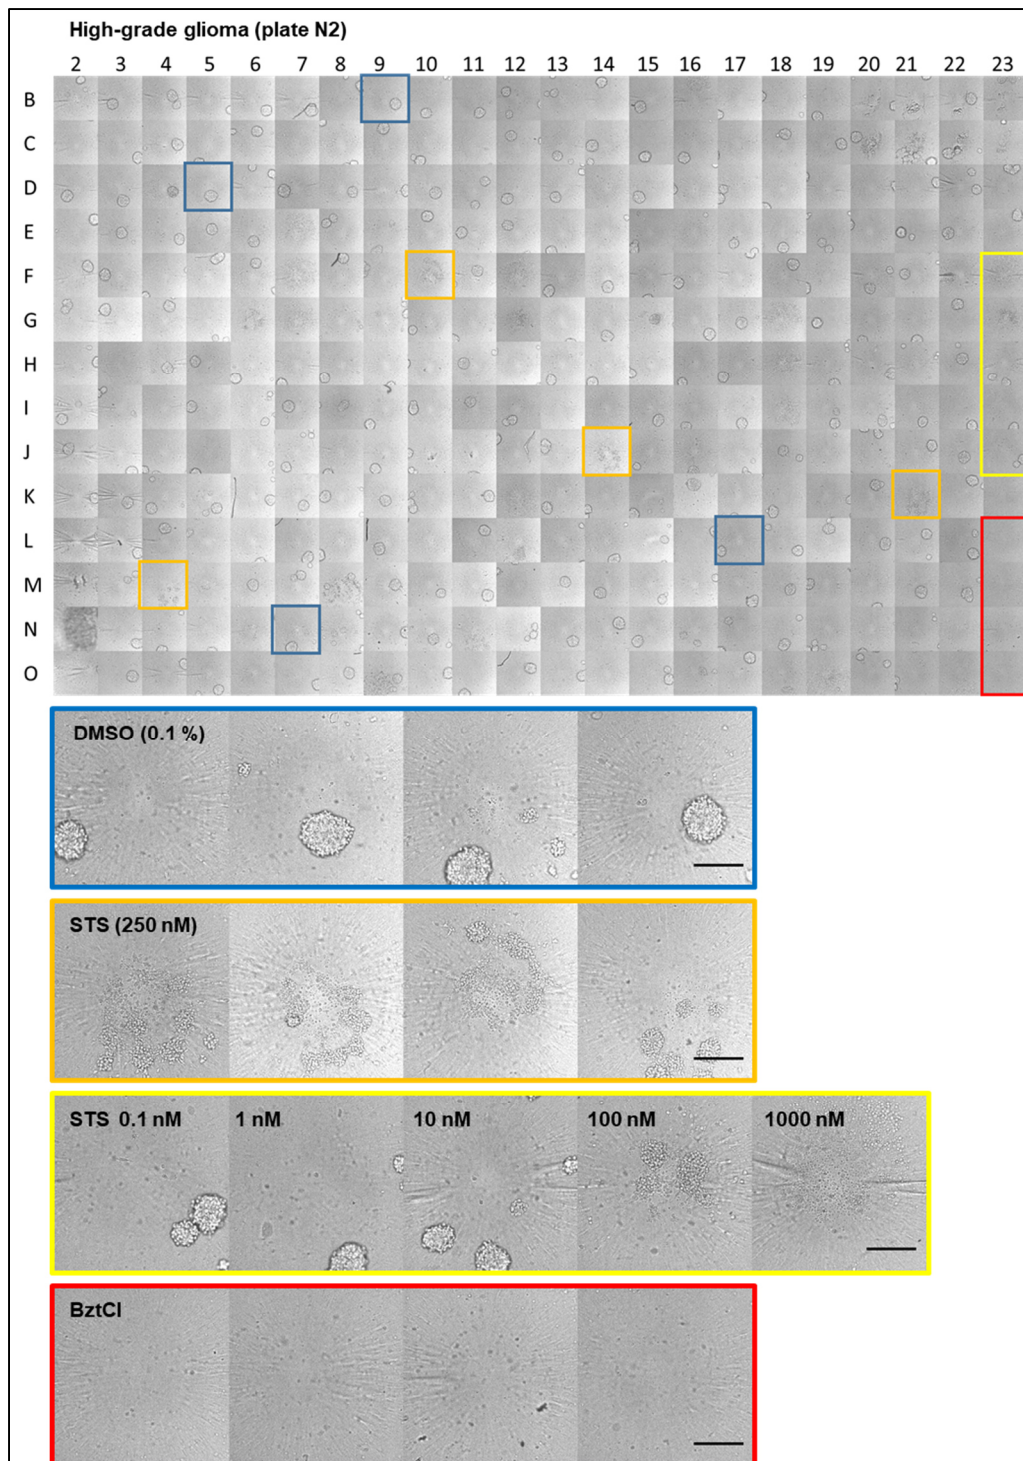 High-grade glioma (plate N2)
2 3 4 5 6 7 8 9 10 11 12 13 14 15 16 17 18 19 20 21 22 23
B
C
D
E
F
G
H
I
J
K
L
M
N
O
DMSO (0.1 %)
STS (250 nM)
STS 0.1 nM 1 nM 10 nM 100 nM 1000 nM
BztCl